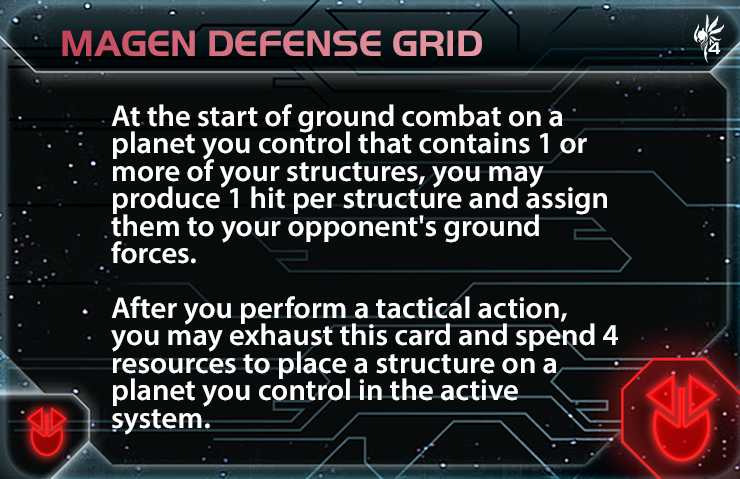 MAGEN DEFENSE GRID
4
At the start of ground combat on a
planet you control that contains 1 or
more of your structures, you may
produce 1 hit per structure and assign
them to your opponent's ground
forces.
After you perform a tactical action,
you may exhaust this card and spend 4
resources to place a structure on a
planet you control in the active
system.